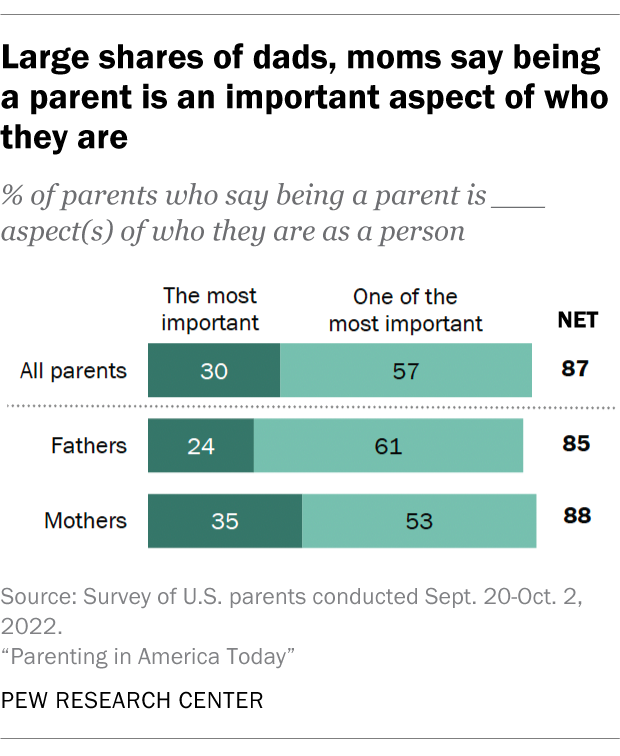 Large shares of dads, moms say being
a parent is an important aspect of who
they are
% of parents who say being a parent is ___
aspect(s) of who they are as a person
The most
important
One of the
most important
NET
All parents 30 57 87
Fathers 24 61 85
Mothers 35 53 88
Source: Survey of U.S. parents conducted Sept. 20-Oct. 2,
2022.
“Parenting in America Today”
PEW RESEARCH CENTER